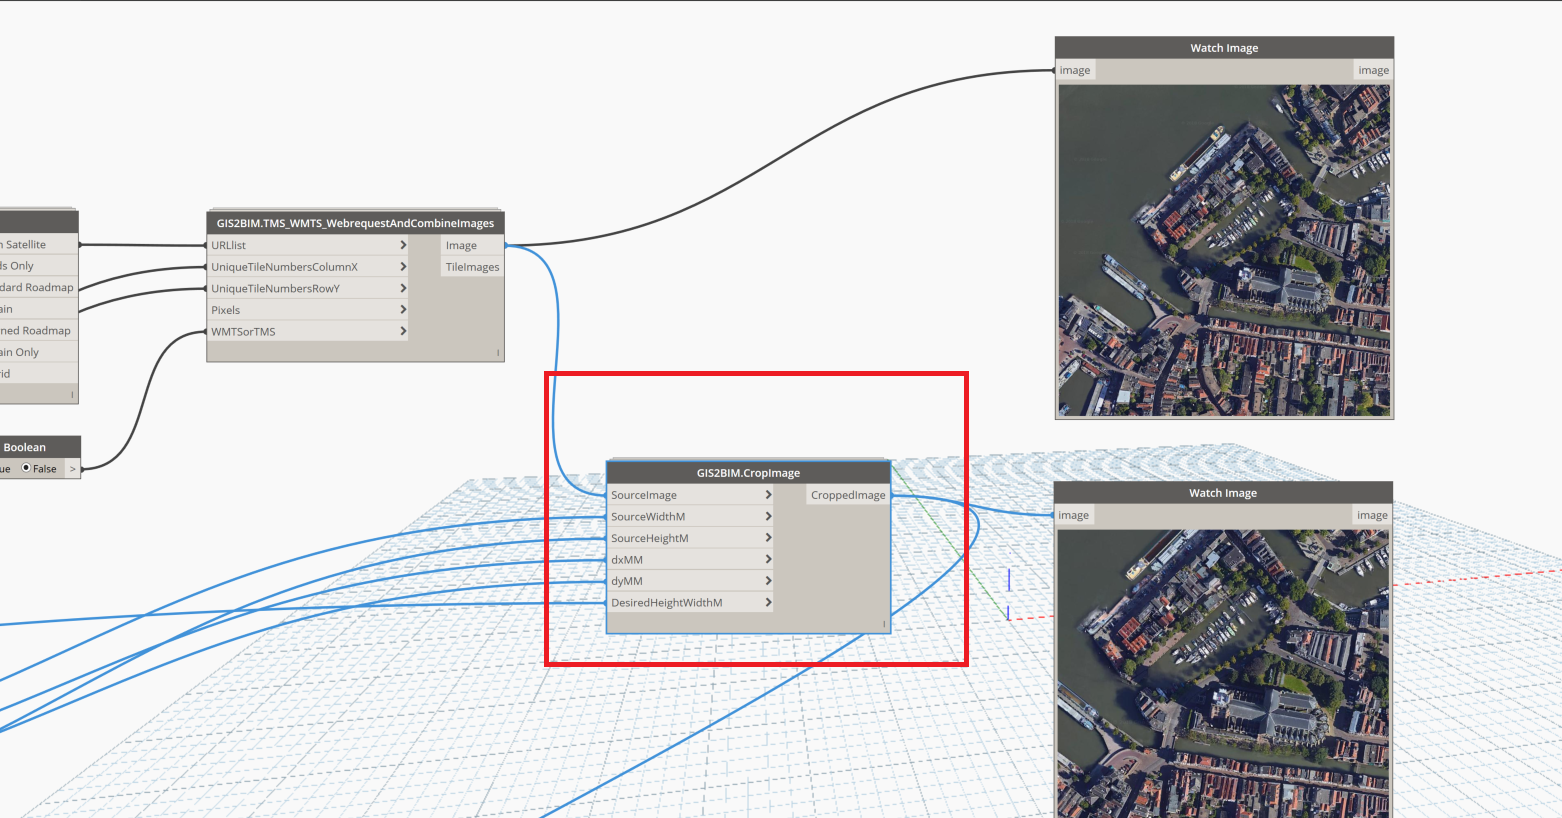 Watch Image
image
image
GIS2BIM.TMS_WMTS_WebrequestAndCombineImages
URLlist
Image
UniqueTileNumbersColumnX
TileImages
UniqueTileNumbersRowY
Pixels
WMTSorTMS
n Satellite
ds Only
dard Roadmap
ain
ned Roadmap
ain Only
rid
Boolean
ue
False
>
GIS2BIM.CropImage
SourceImage
CroppedImage
SourceWidthM
SourceHeightM
dxMM
dyMM
DesiredHeightWidthM
Watch Image
image
image